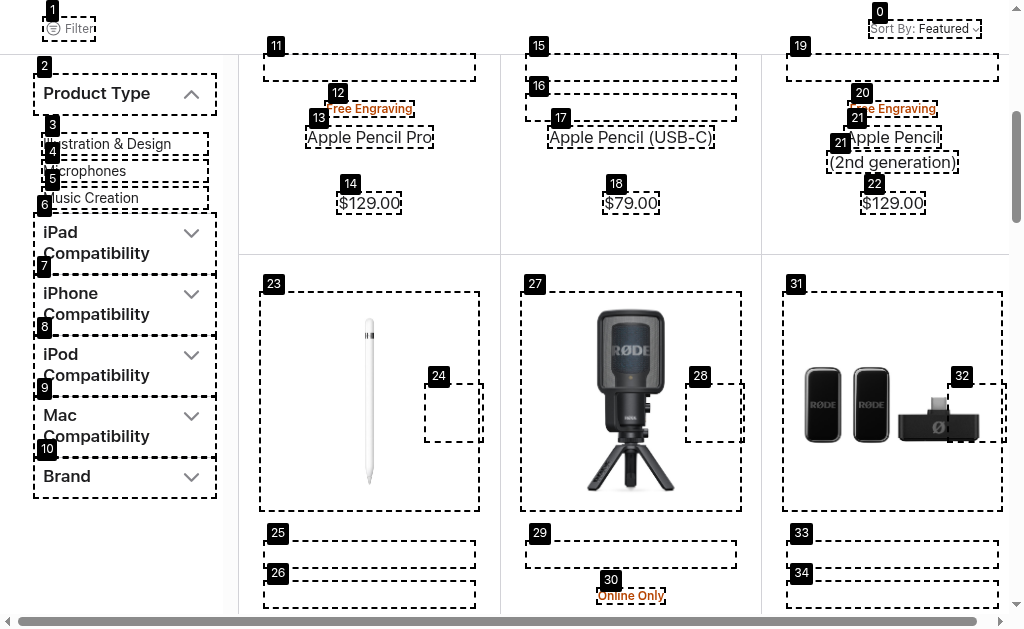 0
1
Filter
Sort By: Featured
2
Product Type
3
Illustration & Design
4
Microphones
5
Music Creation
6
iPad
Compatibility
7
iPhone
Compatibility
8
iPod
Compatibility
9
Mac
Compatibility
10
Brand
11
12
Free Engraving
13
Apple Pencil Pro
14
$129.00
15
16
17
Apple Pencil (USB-C)
18
$79.00
19
20
Free Engraving
21
Apple Pencil
21
(2nd generation)
22
$129.00
23
24
25
26
27
RØDE
28
29
30
Online Only
31
RØDE
RØDE
32
33
34